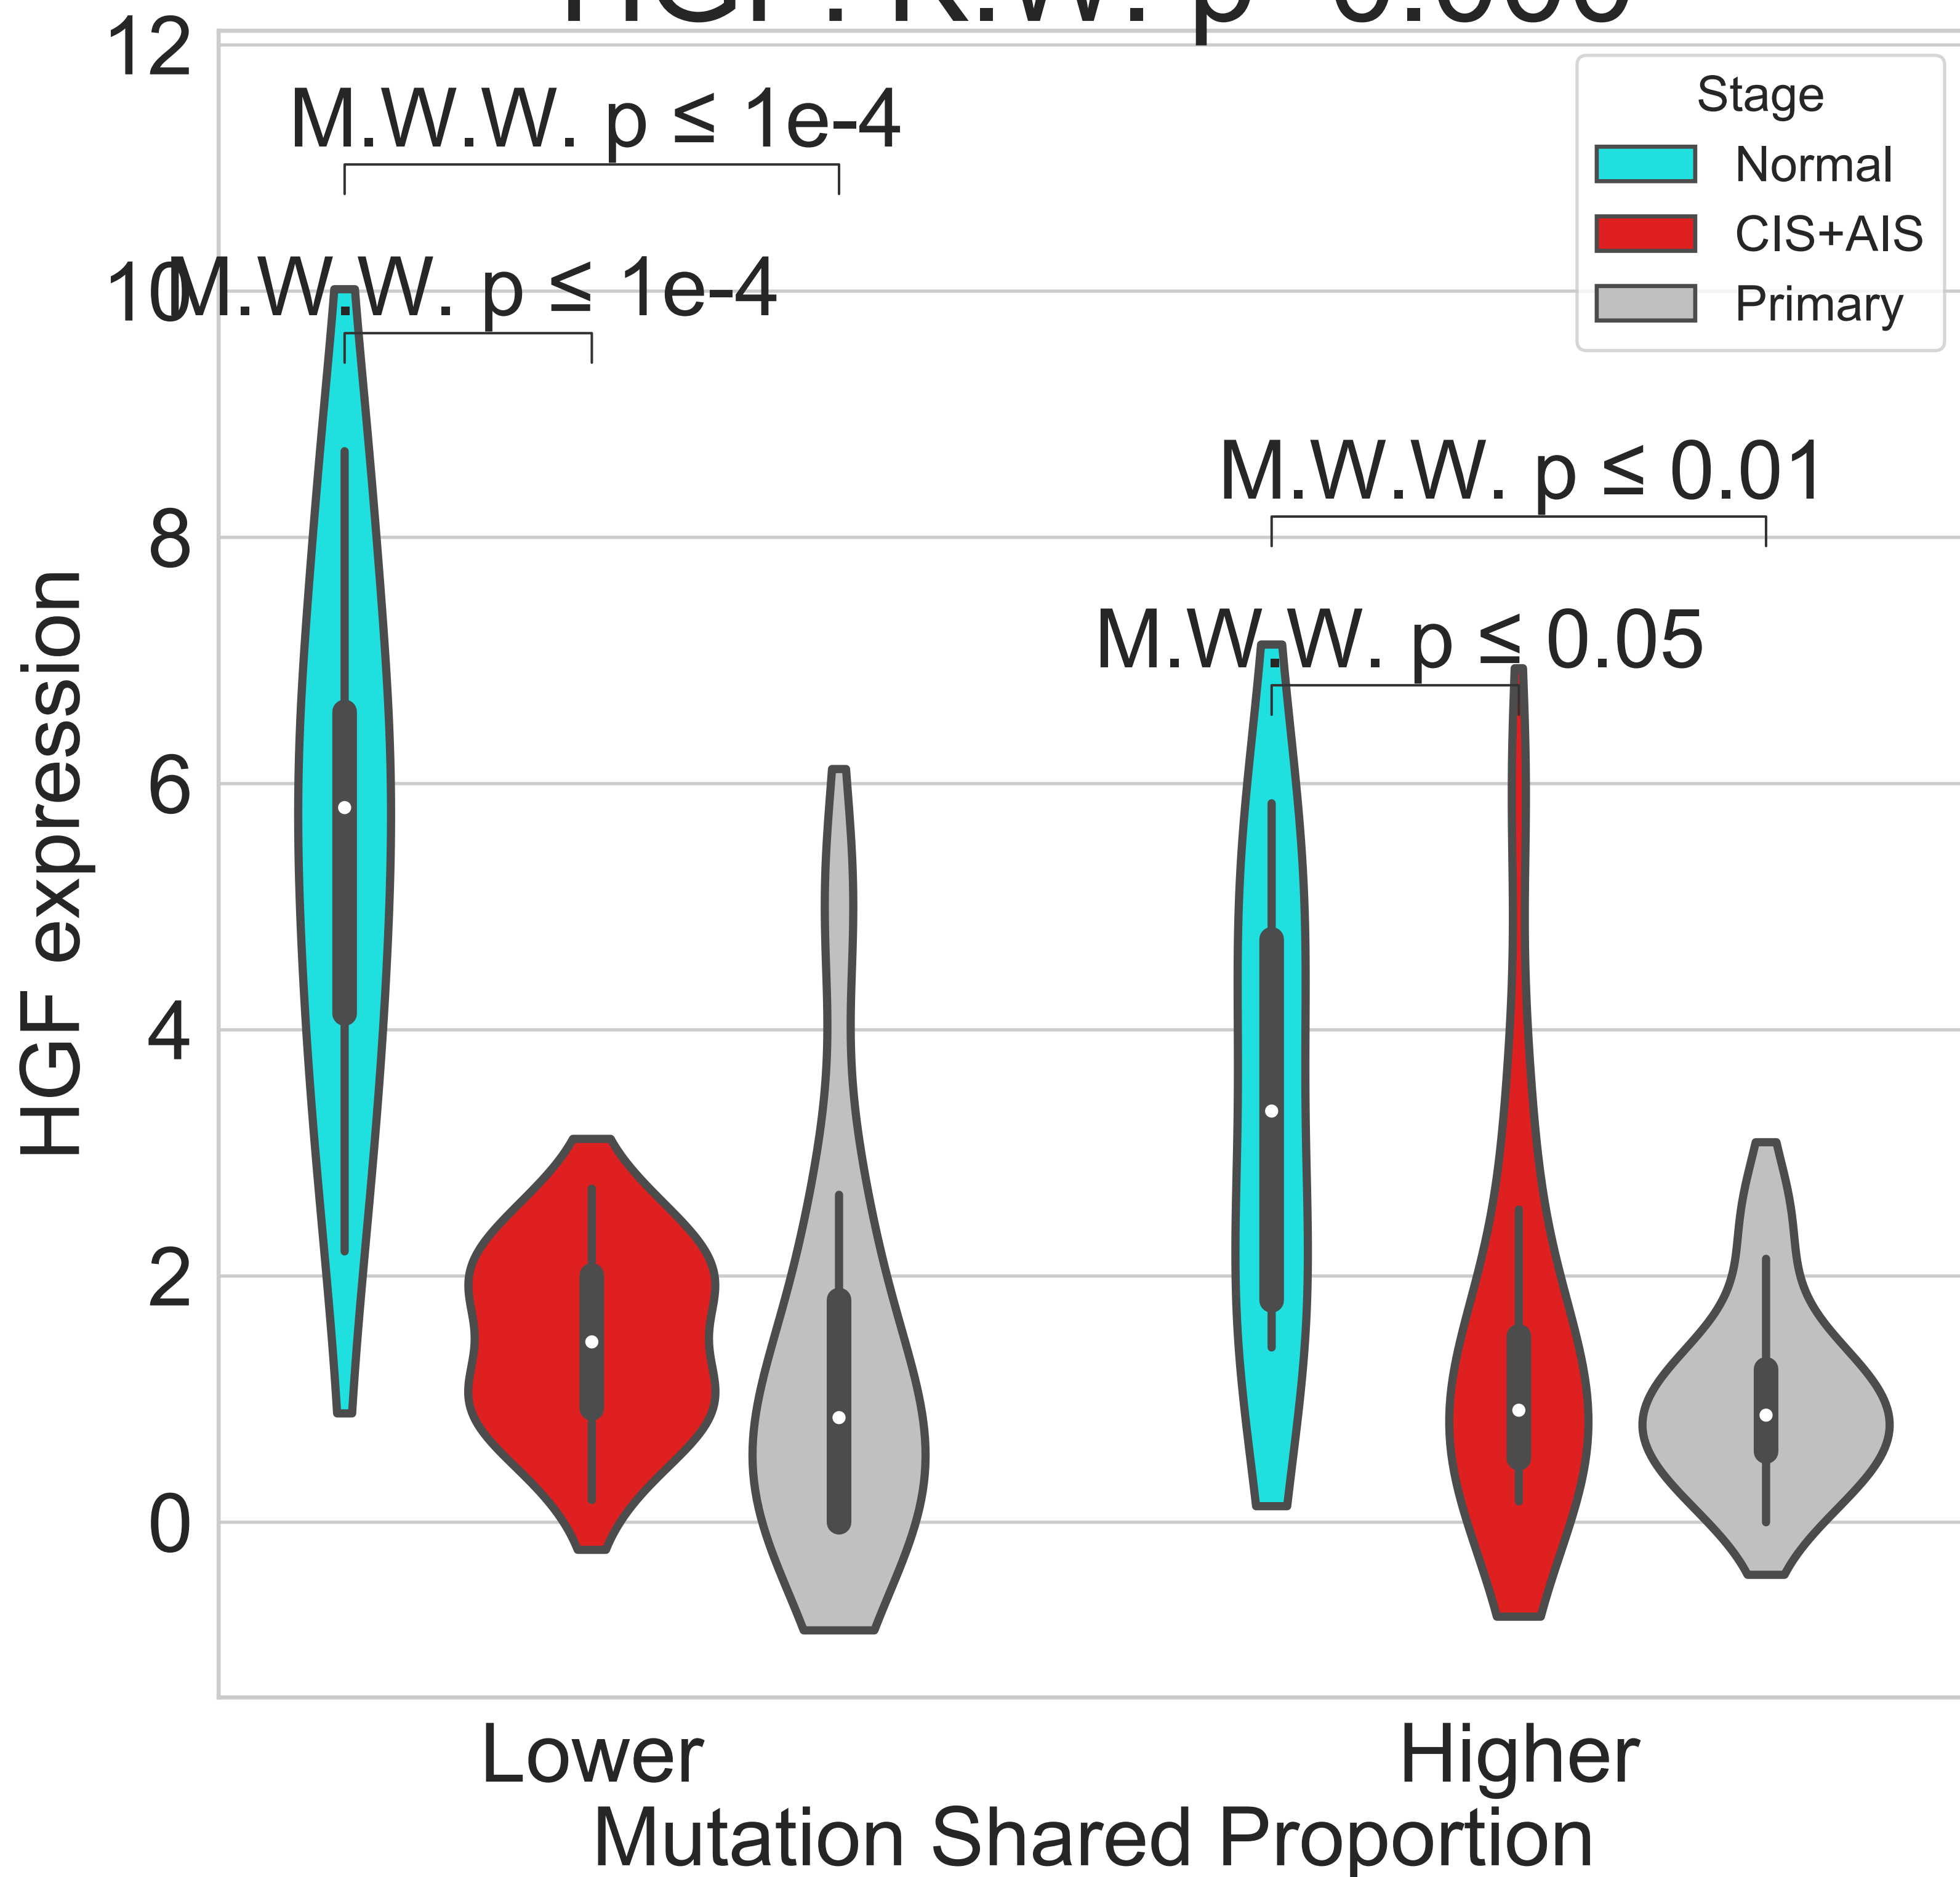 12
M.W.W. p ≤ 1e-4
Stage
Normal
CIS+AIS
Primary
10
M.W.W. p ≤ 1e-4
M.W.W. p ≤ 0.01
8
M.W.W. p ≤ 0.05
6
4
2
0
HGF expression
Lower
Higher
Mutation Shared Proportion